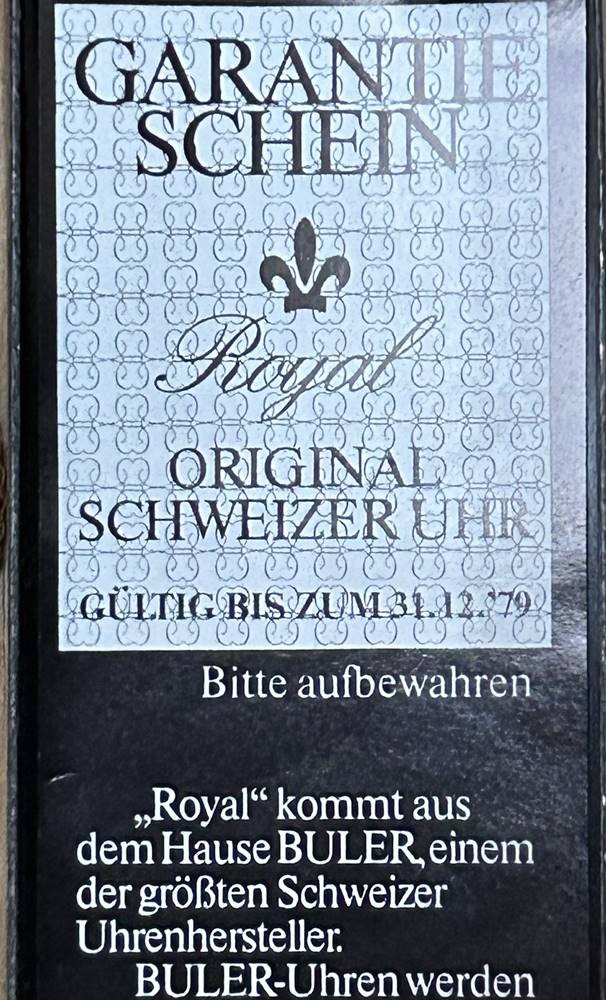 GARANTIE
SCHEIN
Royal
ORIGINAL
SCHWEIZER UHR
GÜLTIG BIS ZUM 31.12.'79
Bitte aufbewahren
„Royal“ kommt aus
dem Hause BULER, einem
der größten Schweizer
Uhrenhersteller.
BULER-Uhren werden